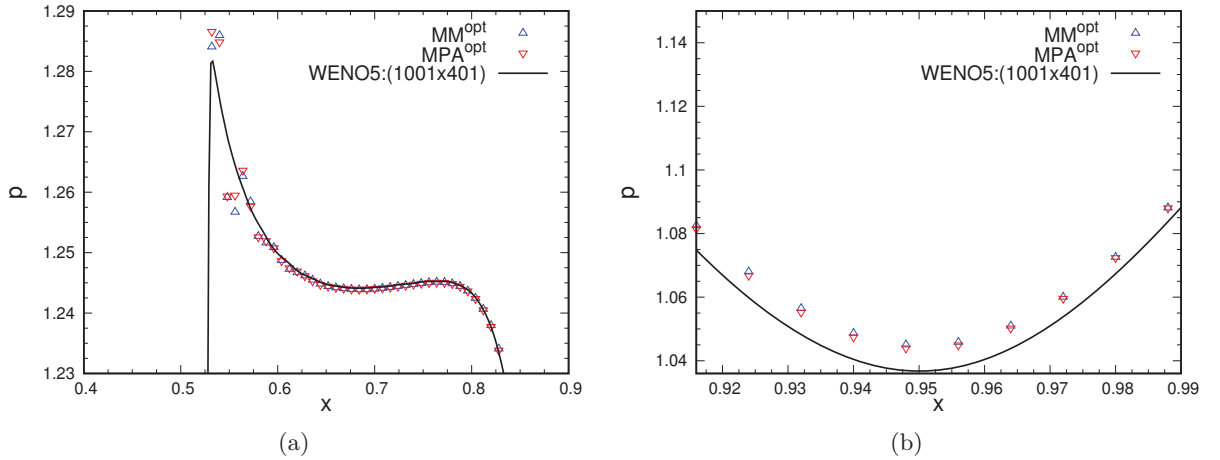 1.29
1.28
1.27
1.26
1.25
1.24
1.23
0.4 0.5 0.6 0.7 0.8 0.9
p
x
MM^opt
MPA^opt
WENO5:(1001x401)
(a)
1.14
1.12
1.1
1.08
1.06
1.04
0.92 0.93 0.94 0.95 0.96 0.97 0.98 0.99
p
x
MM^opt
MPA^opt
WENO5:(1001x401)
(b)